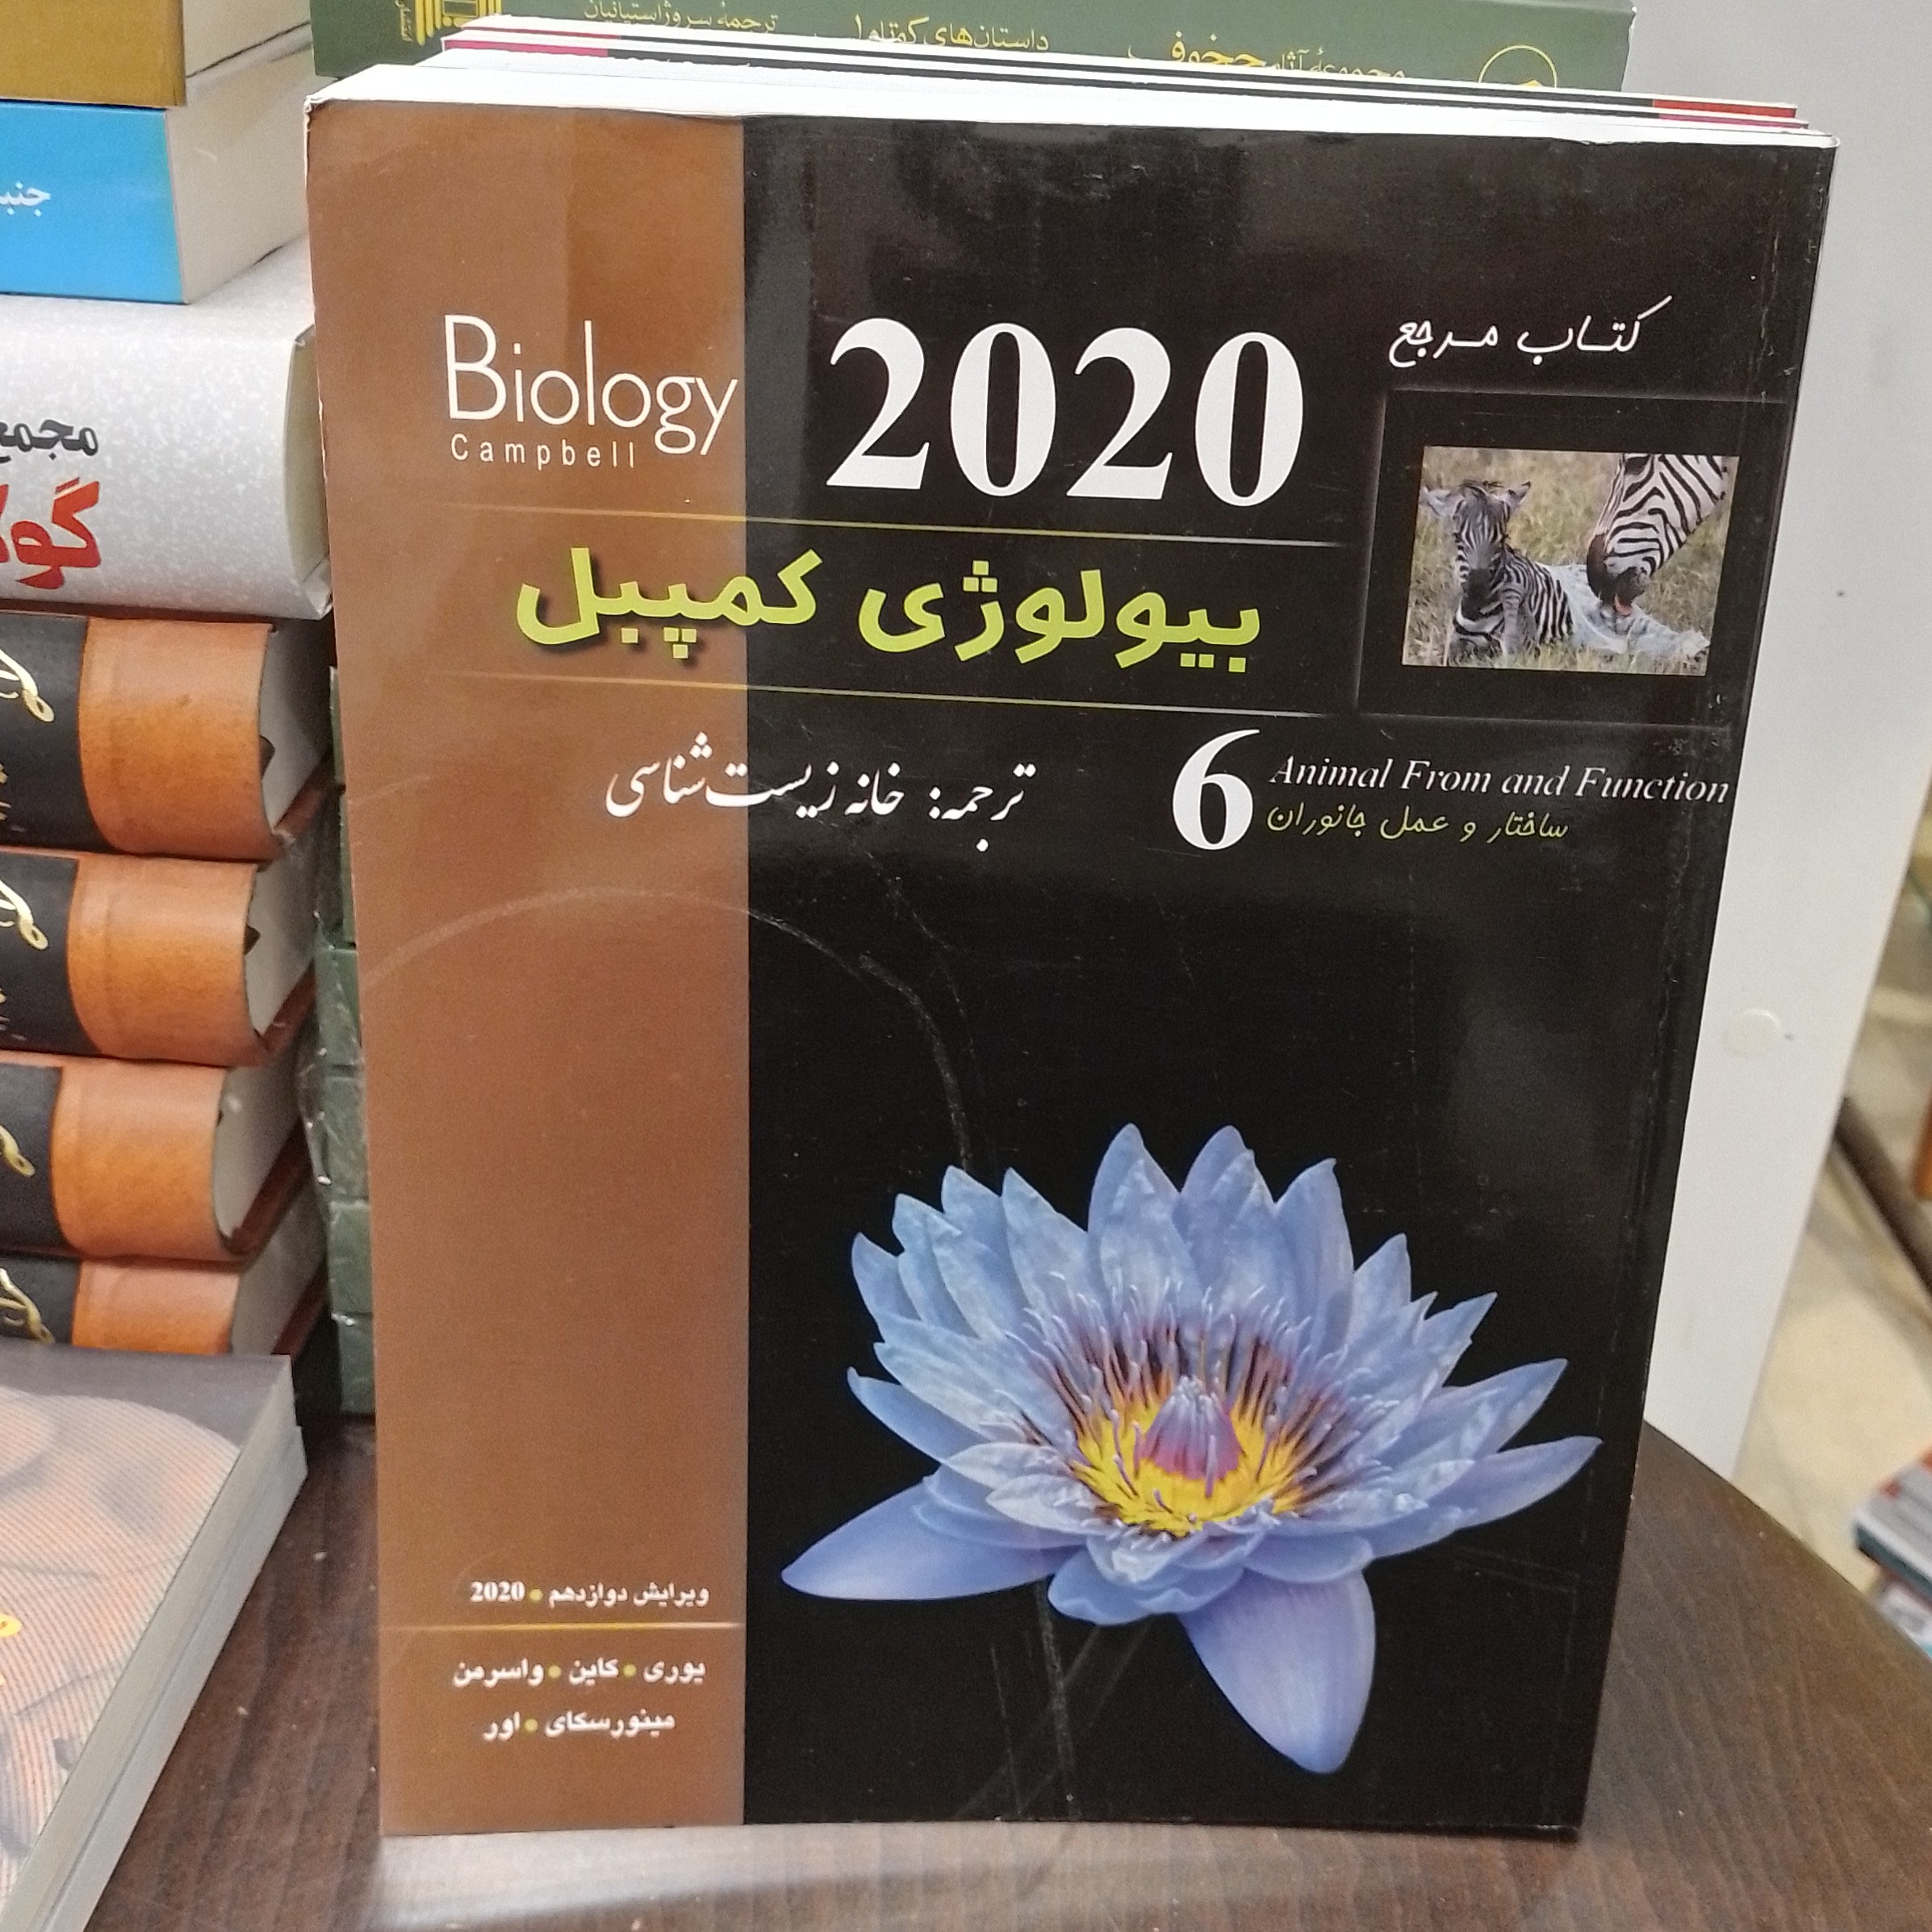 ترجمهٔ سروژ استپانیان
داستان‌های کوتاه ۱
مجموعهٔ آثار چخوف
کتاب مرجع
Biology
Campbell
2020
بیولوژی کمپبل
ترجمه: خانه زیست‌شناسی
6
Animal From and Function
ساختار و عمل جانوران
ویرایش دوازدهم • 2020
یوری • کاین • واسرمن
مینورسکای • اور